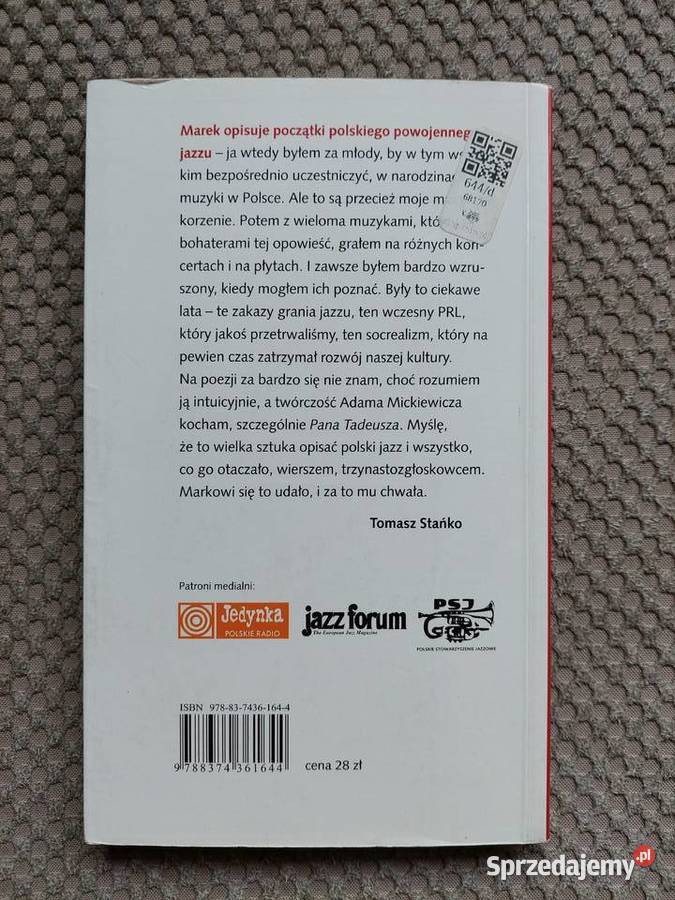 Marek opisuje początki polskiego powojenneg
jazzu – ja wtedy byłem za młody, by w tym ws
kim bezpośrednio uczestniczyć, w narodzina
muzyki w Polsce. Ale to są przecież moje m
korzenie. Potem z wieloma muzykami, któ
bohaterami tej opowieść, grałem na różnych kon-
certach i na płytach. I zawsze byłem bardzo wzru-
szony, kiedy mogłem ich poznać. Były to ciekawe
lata – te zakazy grania jazzu, ten wczesny PRL,
który jakoś przetrwaliśmy, ten socrealizm, który na
pewien czas zatrzymał rozwój naszej kultury.
Na poezji za bardzo się nie znam, choć rozumiem
ją intuicyjnie, a twórczość Adama Mickiewicza
kocham, szczególnie Pana Tadeusza. Myślę,
że to wielka sztuka opisać polski jazz i wszystko,
co go otaczało, wierszem, trzynastozgłoskowcem.
Markowi się to udało, i za to mu chwała.
Tomasz Stańko
644/d
68170
Patroni medialni:
Jedynka
POLSKIE RADIO
jazz forum
The European Jazz Magazine
PSJ
POLSKIE STOWARZYSZENIE JAZZOWE
ISBN 978-83-7436-164-4
9 788374 361644
cena 28 zł
Sprzedajemy.pl